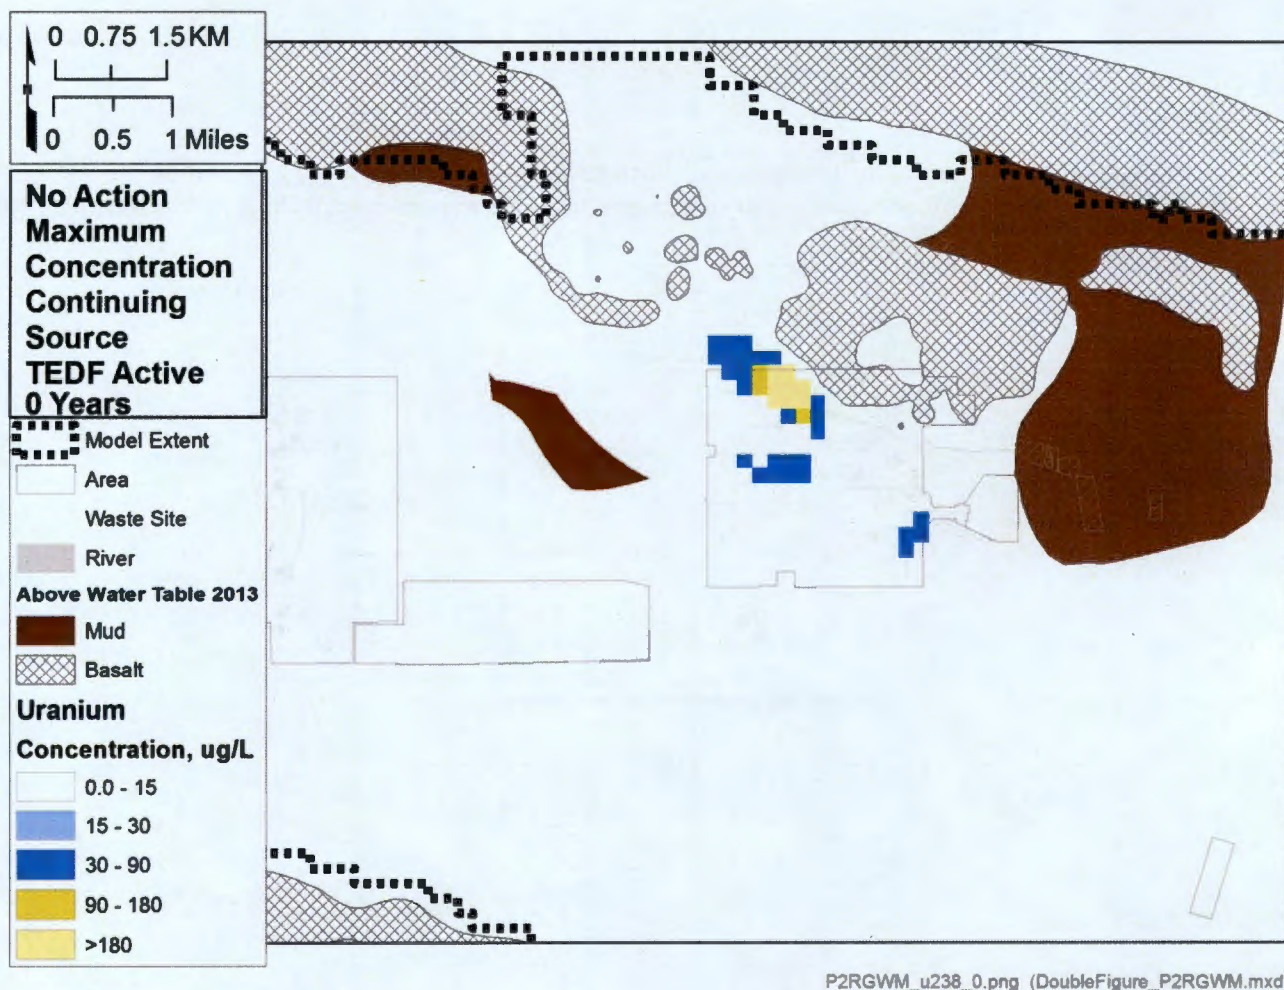 0 0.75 1.5 KM
0 0.5 1 Miles
No Action
Maximum
Concentration
Continuing
Source
TEDF Active
0 Years
Model Extent
Area
Waste Site
River
Above Water Table 2013
Mud
Basalt
Uranium
Concentration, ug/L
0.0 - 15
15 - 30
30 - 90
90 - 180
>180
P2RGWM_u238_0.png (DoubleFigure_P2RGWM.mxd